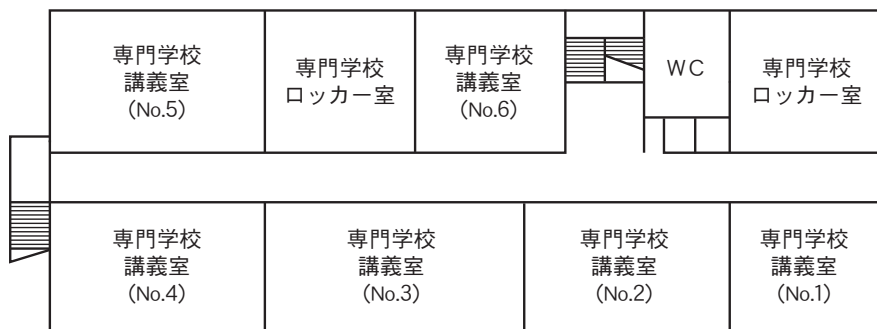 専門学校
講義室
(No.5)
専門学校
ロッカー室
専門学校
講義室
(No.6)
WC
専門学校
ロッカー室
専門学校
講義室
(No.4)
専門学校
講義室
(No.3)
専門学校
講義室
(No.2)
専門学校
講義室
(No.1)